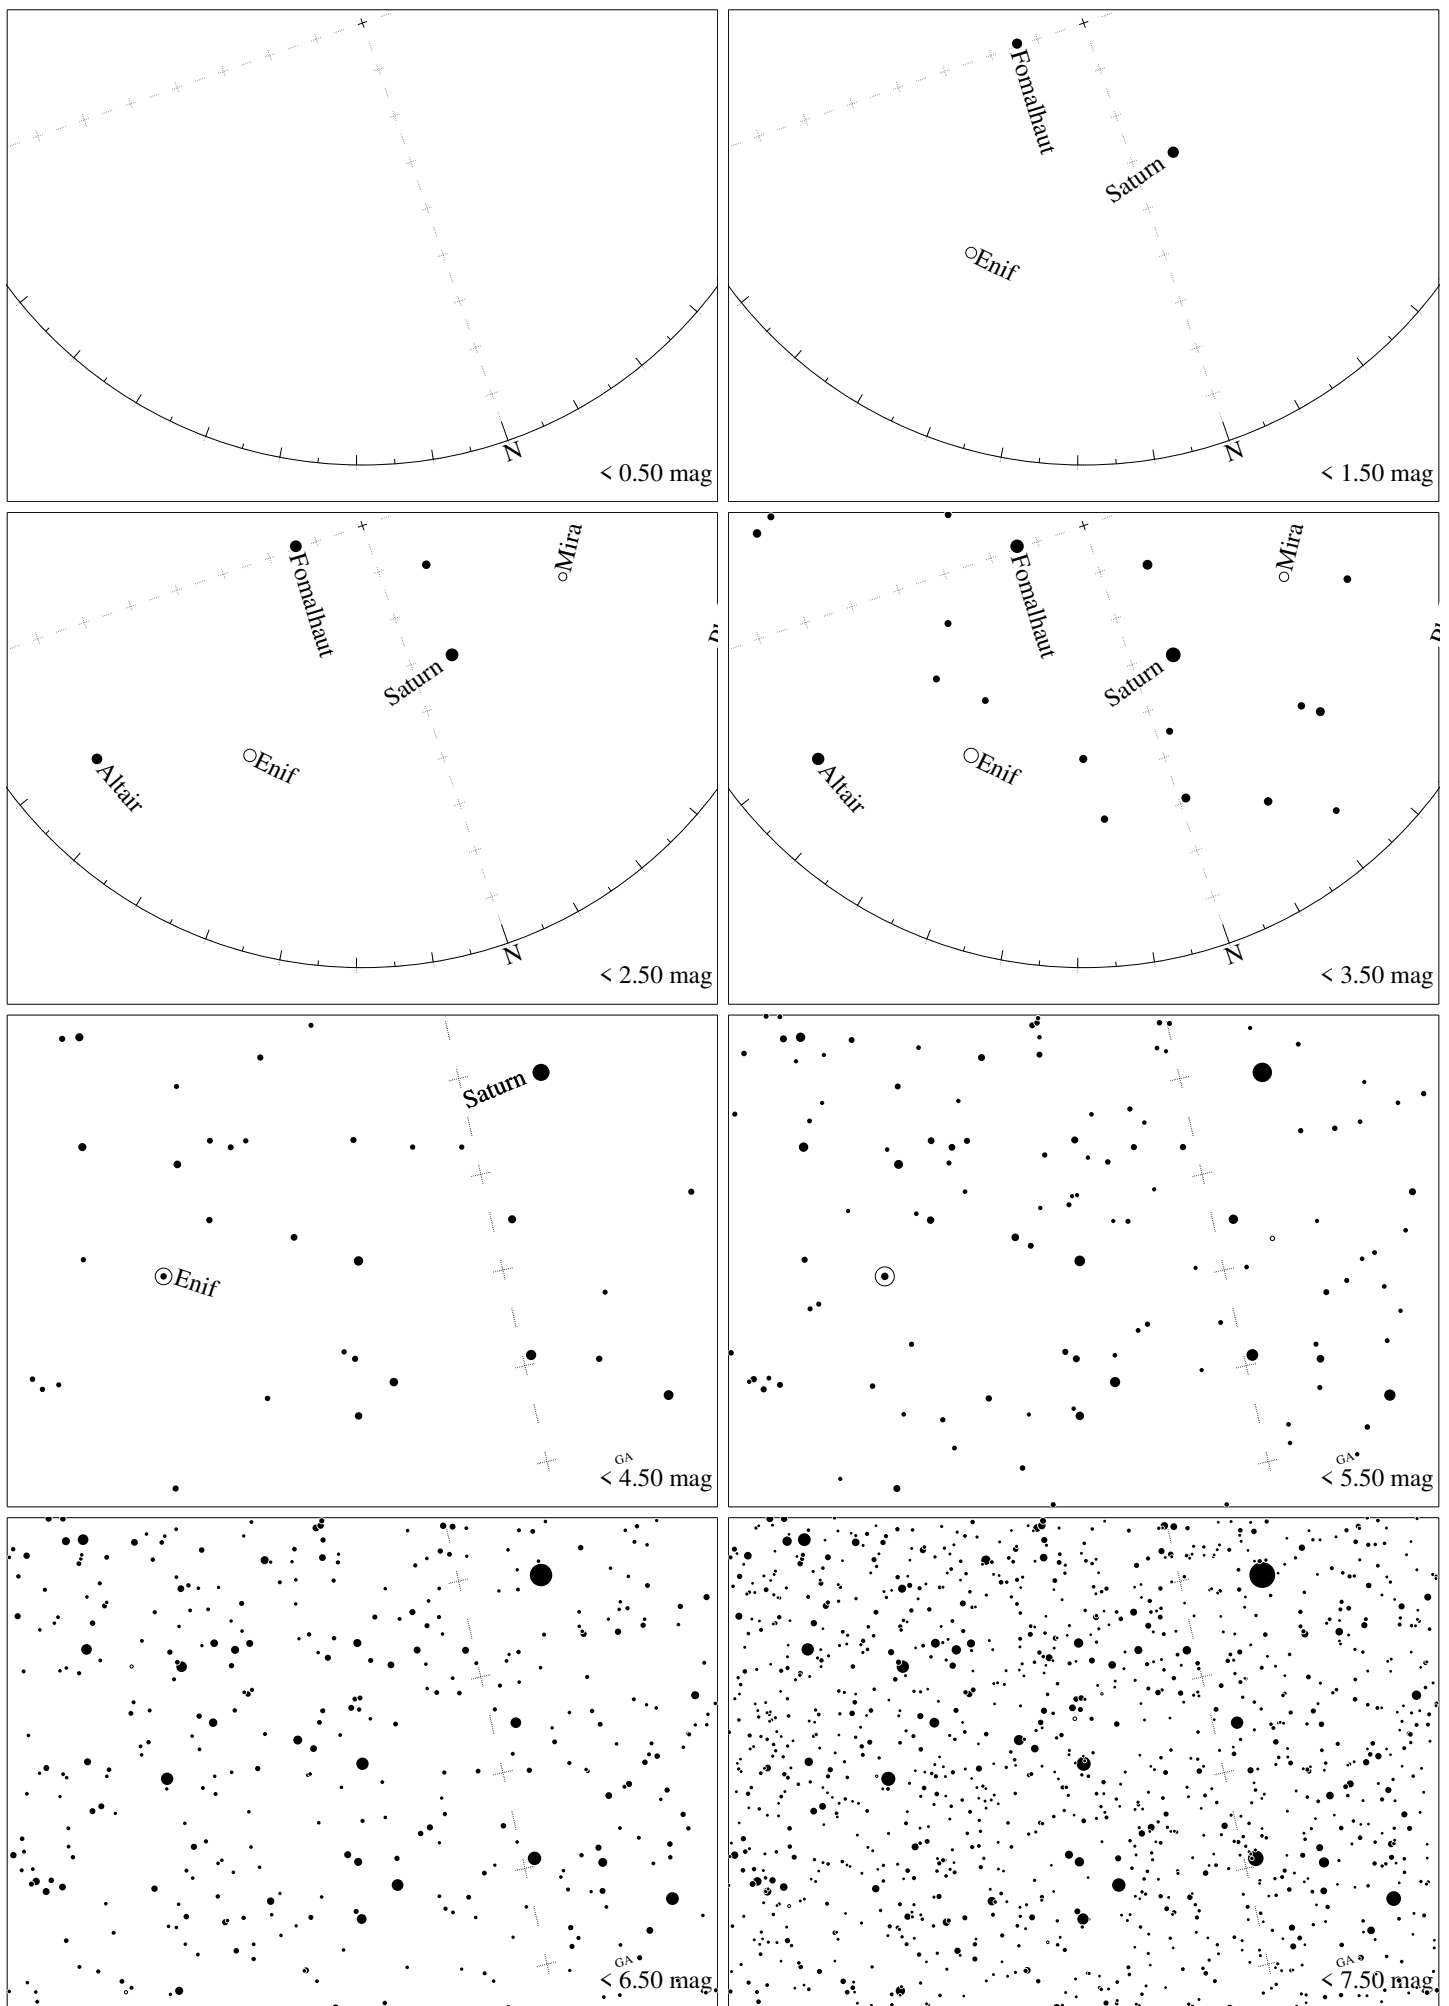 N
< 0.50 mag
Fomalhaut
Saturn
Enif
N
< 1.50 mag
Mira
Fomalhaut
Saturn
Enif
Altair
N
< 2.50 mag
Mira
Fomalhaut
Saturn
Enif
Altair
N
< 3.50 mag
Saturn
Enif
GA
< 4.50 mag
GA
< 5.50 mag
GA
< 6.50 mag
GA
< 7.50 mag